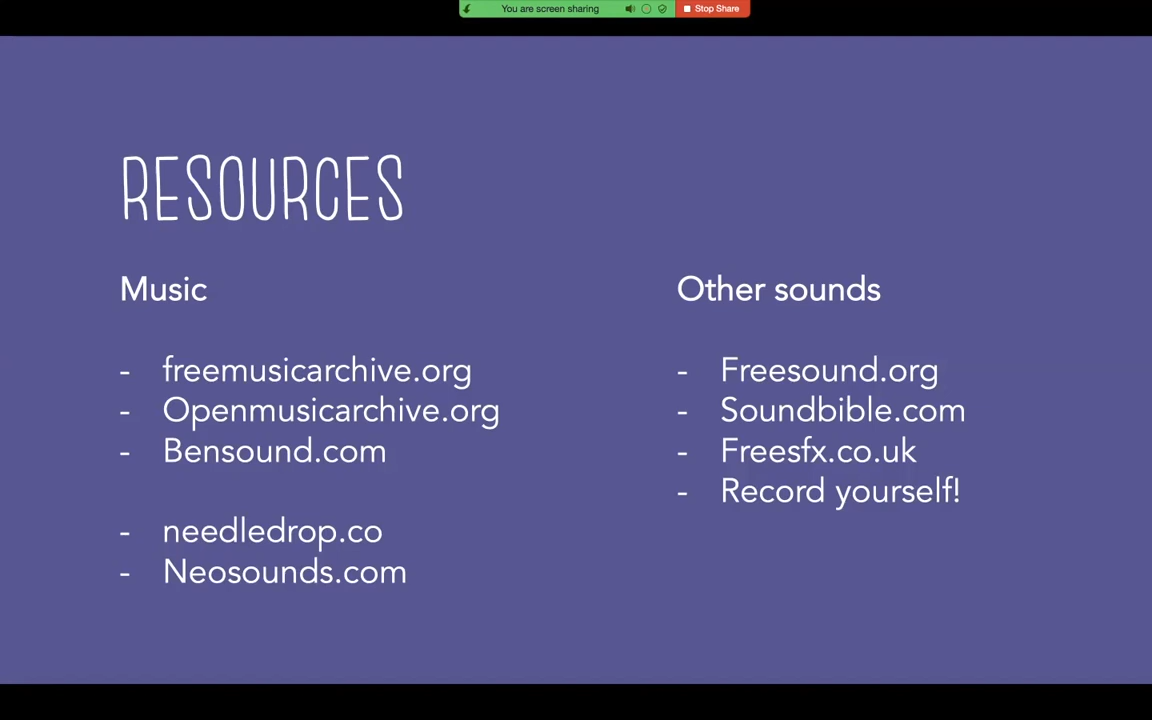 You are screen sharing
Stop Share
RESOURCES
Music
- freemusicarchive.org
- Openmusicarchive.org
- Bensound.com
- needledrop.co
- Neosounds.com
Other sounds
- Freesound.org
- Soundbible.com
- Freesfx.co.uk
- Record yourself!